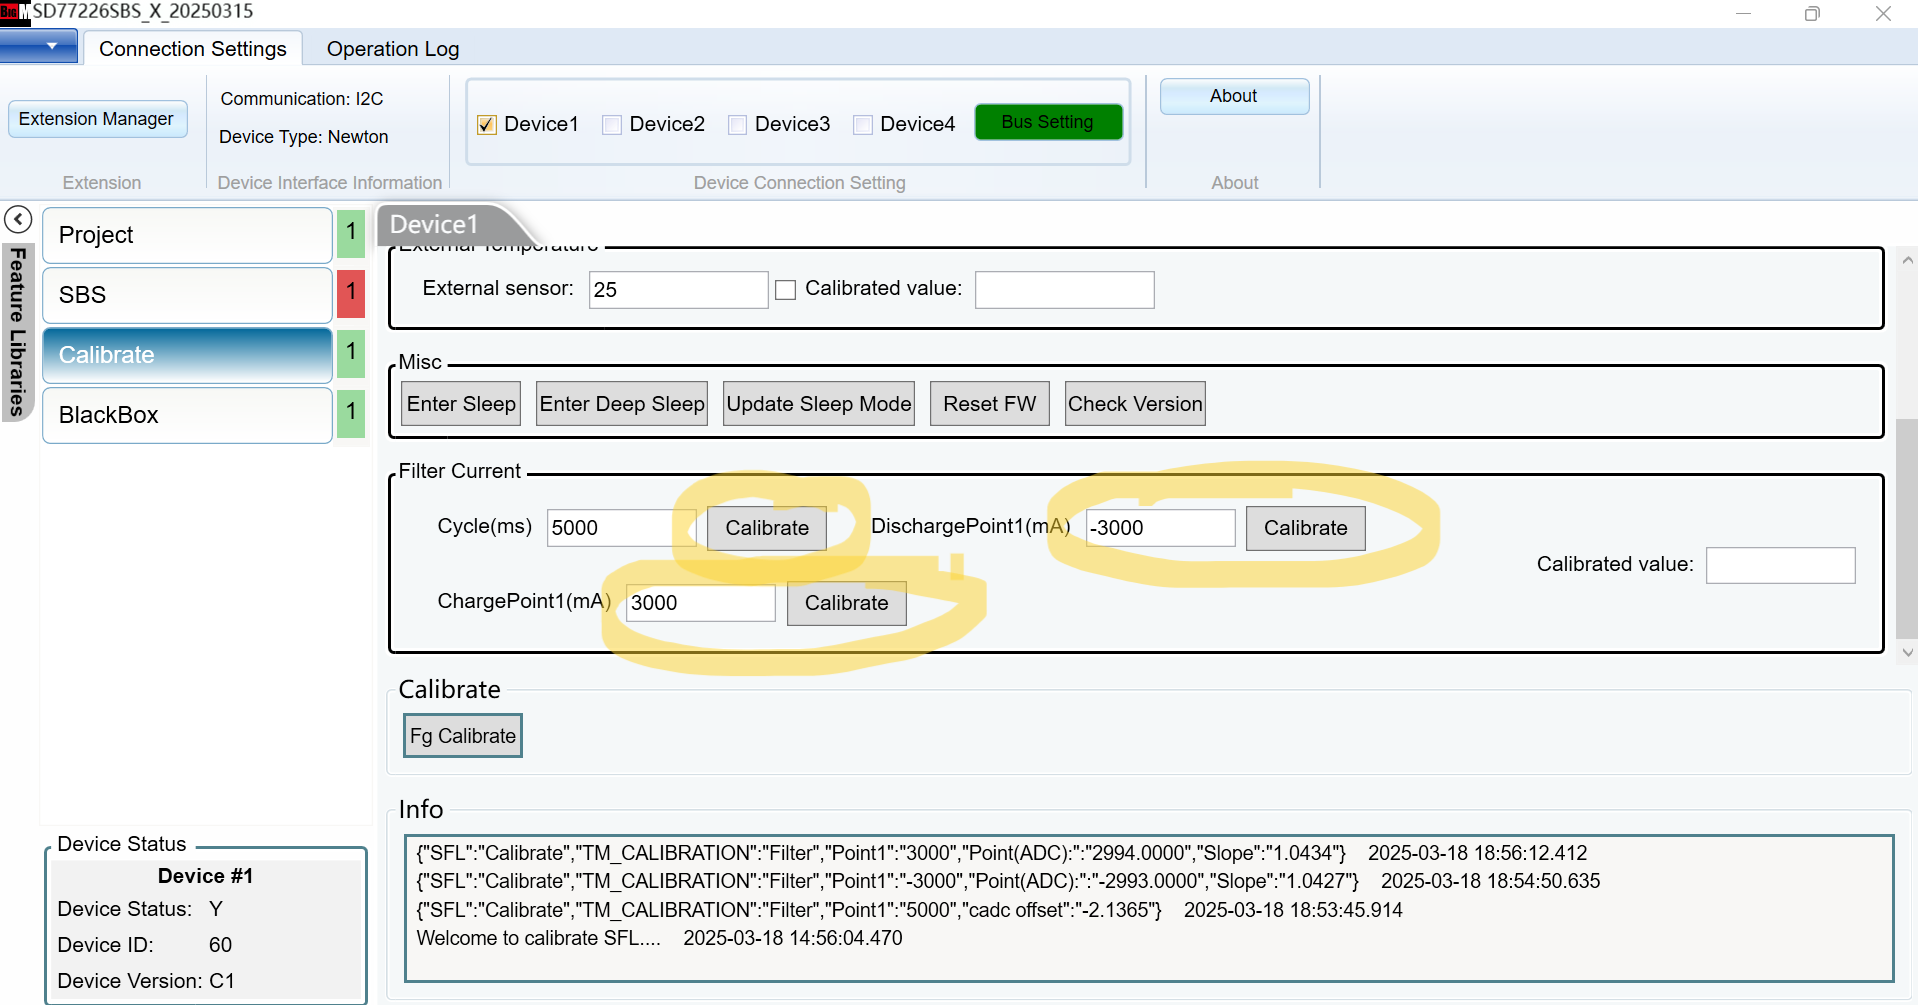 BIGM SD77226SBS_X_20250315
Connection Settings Operation Log
Extension Manager
Extension
Communication: I2C
Device Type: Newton
Device Interface Information
Device1 Device2 Device3 Device4 Bus Setting
Device Connection Setting
About
About
Feature Libraries
Project 1
SBS 1
Calibrate 1
BlackBox 1
Device1
External Temperature
External sensor: 25 Calibrated value:
Misc
Enter Sleep Enter Deep Sleep Update Sleep Mode Reset FW Check Version
Filter Current
Cycle(ms) 5000 Calibrate DischargePoint1(mA) -3000 Calibrate
Calibrated value:
ChargePoint1(mA) 3000 Calibrate
Calibrate
Fg Calibrate
Info
{"SFL":"Calibrate","TM_CALIBRATION":"Filter","Point1":"3000","Point(ADC):":"2994.0000","Slope":"1.0434"} 2025-03-18 18:56:12.412
{"SFL":"Calibrate","TM_CALIBRATION":"Filter","Point1":"-3000","Point(ADC):":"-2993.0000","Slope":"1.0427"} 2025-03-18 18:54:50.635
{"SFL":"Calibrate","TM_CALIBRATION":"Filter","Point1":"5000","cadc offset":"-2.1365"} 2025-03-18 18:53:45.914
Welcome to calibrate SFL.... 2025-03-18 14:56:04.470
Device Status
Device #1
Device Status: Y
Device ID: 60
Device Version: C1